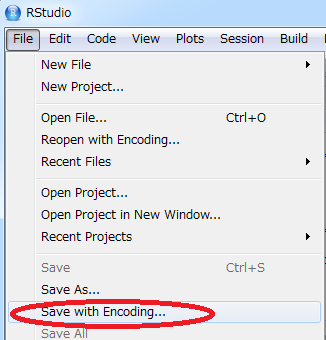 RStudio
File Edit Code View Plots Session Build
New File
New Project...
Open File... Ctrl+O
Reopen with Encoding...
Recent Files
Open Project...
Open Project in New Window...
Recent Projects
Save Ctrl+S
Save As...
Save with Encoding...
Save All